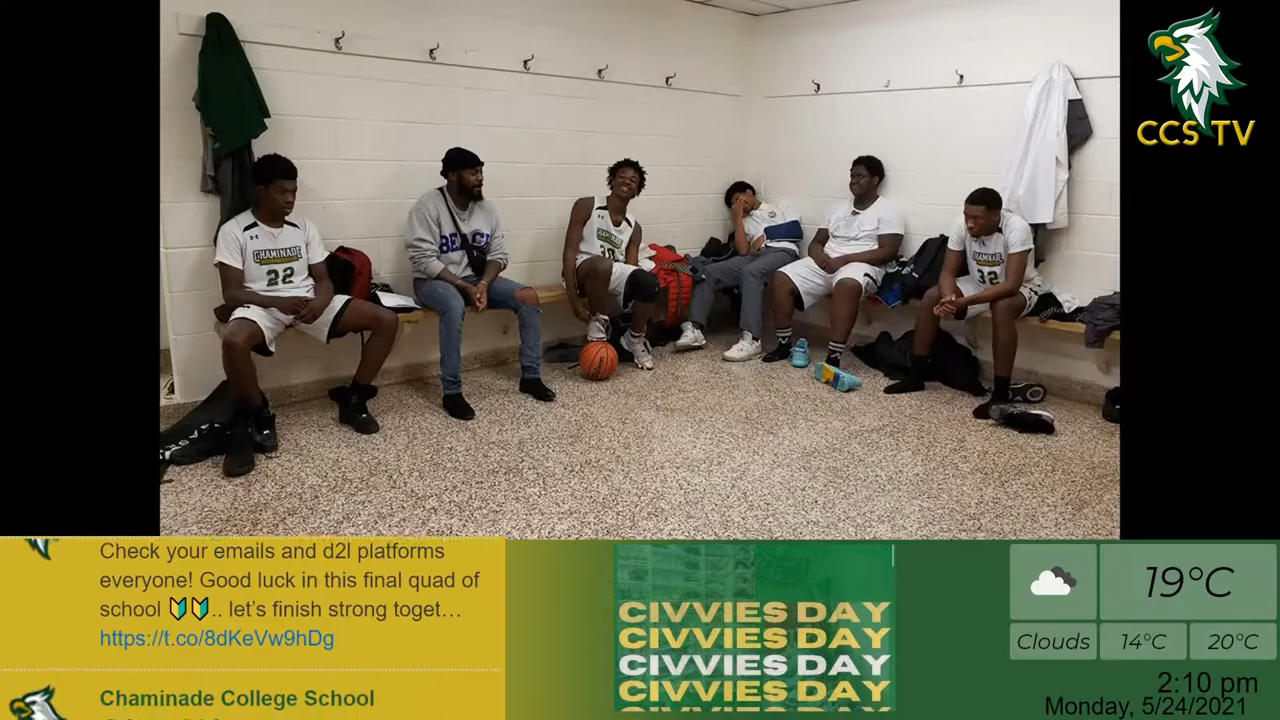 CCS TV
CHAMINADE
22
CHAMINADE
CHAMINADE
32
Check your emails and d2l platforms
everyone! Good luck in this final quad of
school 🔰🔰.. let’s finish strong toget…
https://t.co/8dKeVw9hDg
Chaminade College School
CIVVIES DAY
CIVVIES DAY
CIVVIES DAY
CIVVIES DAY
19°C
Clouds
14°C
20°C
2:10 pm
Monday, 5/24/2021